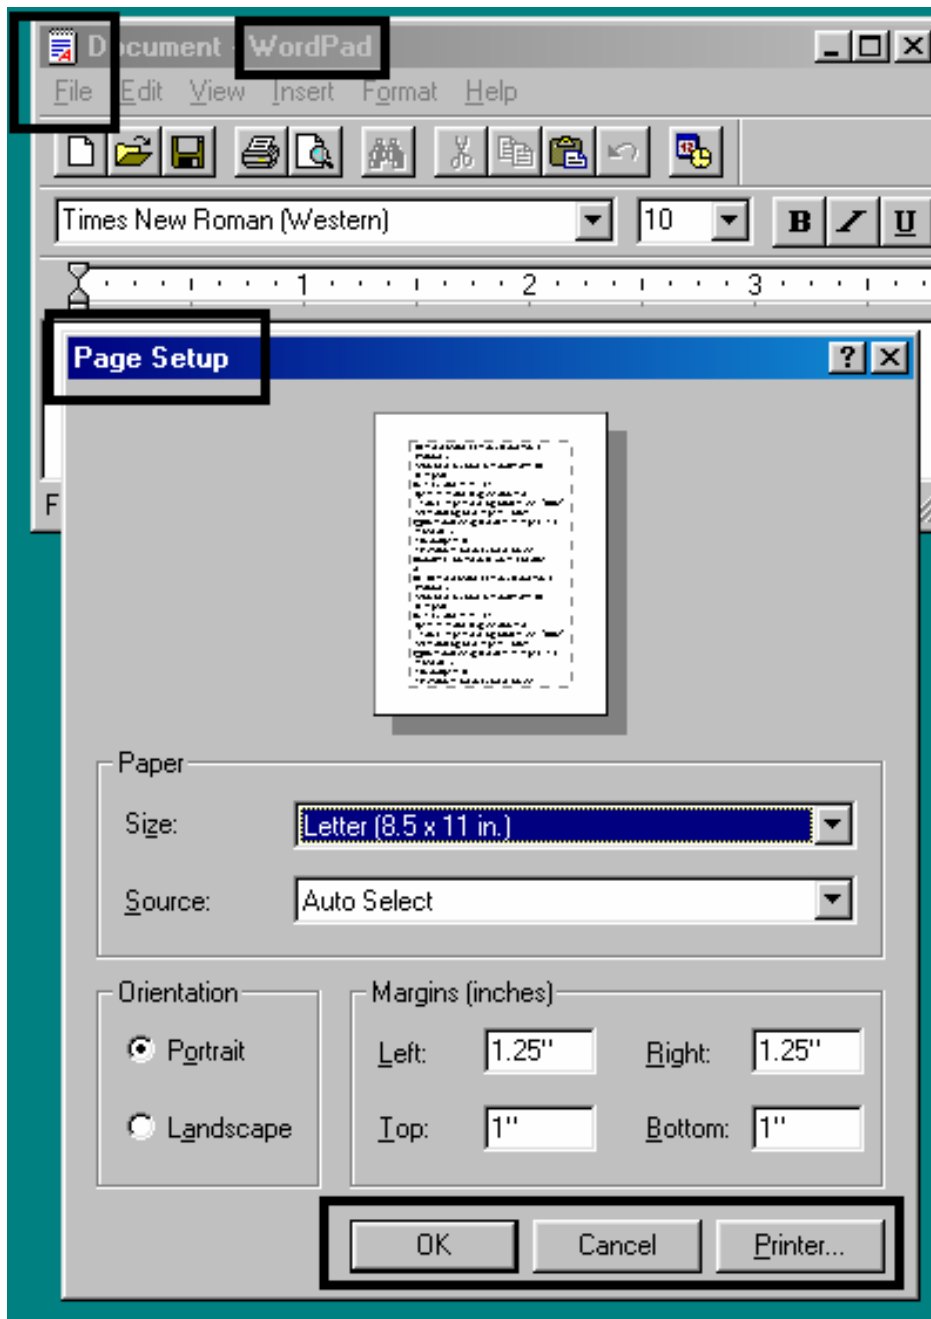 Document - WordPad
File Edit View Insert Format Help
12
Times New Roman (Western) 10 B I U
1 2 3
Page Setup ?
F
Paper
Size: Letter (8.5 x 11 in.)
Source: Auto Select
Orientation Margins (inches)
Portrait Left: 1.25" Right: 1.25"
Landscape Top: 1" Bottom: 1"
OK Cancel Printer...